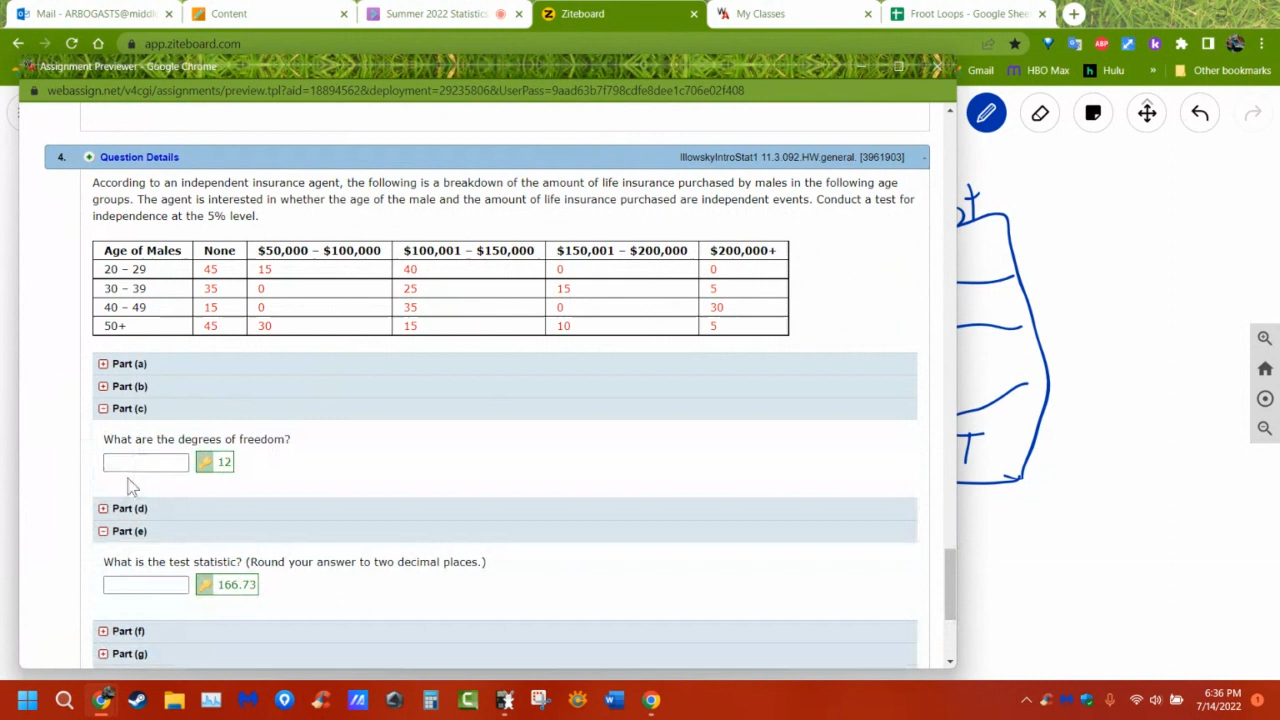 Mail - ARBOGASTS@middl
Content
Summer 2022 Statistics
Ziteboard
My Classes
Froot Loops - Google Shee
app.ziteboard.com
ABP
Assignment Previewer - Google Chrome
Gmail
HBO Max
Hulu
»
Other bookmarks
webassign.net/v4cgi/assignments/preview.tpl?aid=18894562&deployment=29235806&UserPass=9aad63b7f798cdfe8dee1c706e02f408
4. Question Details IllowskyIntroStat1 11.3.092.HW.general. [3961903] -
According to an independent insurance agent, the following is a breakdown of the amount of life insurance purchased by males in the following age
groups. The agent is interested in whether the age of the male and the amount of life insurance purchased are independent events. Conduct a test for
independence at the 5% level.
Age of Males None $50,000 – $100,000 $100,001 – $150,000 $150,001 – $200,000 $200,000+
20 – 29 45 15 40 0 0
30 – 39 35 0 25 15 5
40 – 49 15 0 35 0 30
50+ 45 30 15 10 5
Part (a)
Part (b)
Part (c)
What are the degrees of freedom?
12
Part (d)
Part (e)
What is the test statistic? (Round your answer to two decimal places.)
166.73
Part (f)
Part (g)
T
6:36 PM
7/14/2022